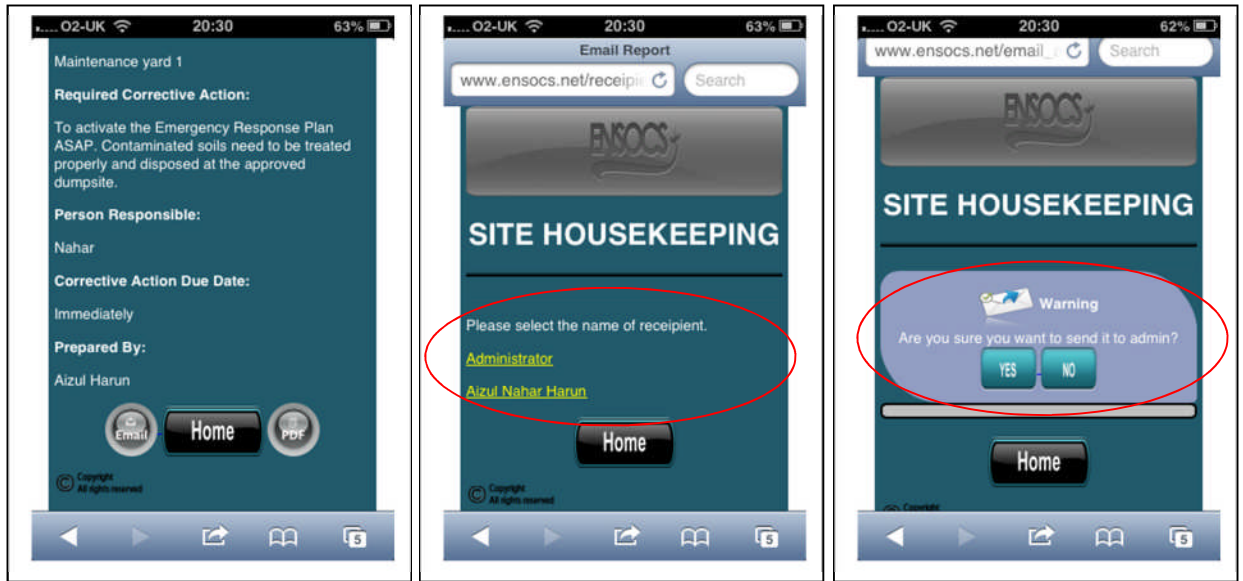 ..... O2-UK 20:30 63%
Maintenance yard 1
Required Corrective Action:
To activate the Emergency Response Plan
ASAP. Contaminated soils need to be treated
properly and disposed at the approved
dumpsite.
Person Responsible:
Nahar
Corrective Action Due Date:
Immediately
Prepared By:
Aizul Harun
Email Home PDF
© Copyright
All rights reserved
5
..... O2-UK 20:30 63%
Email Report
www.ensocs.net/receipie Search
ENSOCS
SITE HOUSEKEEPING
Please select the name of receipient.
Administrator
Aizul Nahar Harun
Home
© Copyright
All rights reserved
5
..... O2-UK 20:30 62%
www.ensocs.net/email_a Search
ENSOCS
SITE HOUSEKEEPING
Warning
Are you sure you want to send it to admin?
YES NO
Home
© Copyright
5